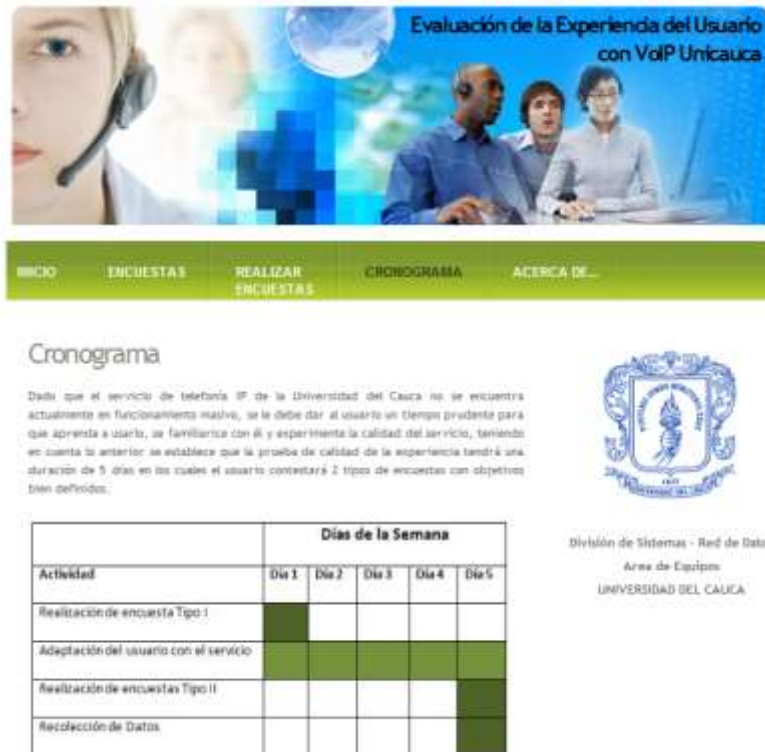 Evaluación de la Experiencia del Usuario
con VoIP Unicauca
INICIO
ENCUESTAS
REALIZAR
ENCUESTAS
CRONOGRAMA
ACERCA DE...
Cronograma
Dado que el servicio de telefonía IP de la Universidad del Cauca no se encuentra
actualmente en funcionamiento masivo, se le debe dar al usuario un tiempo prudente para
que aprenda a usarlo, se familiarice con él y experimente la calidad del servicio, teniendo
en cuenta lo anterior se establece que la prueba de calidad de la experiencia tendrá una
duración de 5 días en los cuales el usuario contestará 2 tipos de encuestas con objetivos
bien definidos.
Días de la Semana
Actividad Día 1 Día 2 Día 3 Día 4 Día 5
Realización de encuesta Tipo I
Adaptación del usuario con el servicio
Realización de encuestas Tipo II
Recolección de Datos
División de Sistemas - Red de Dato
Area de Equipos
UNIVERSIDAD DEL CAUCA